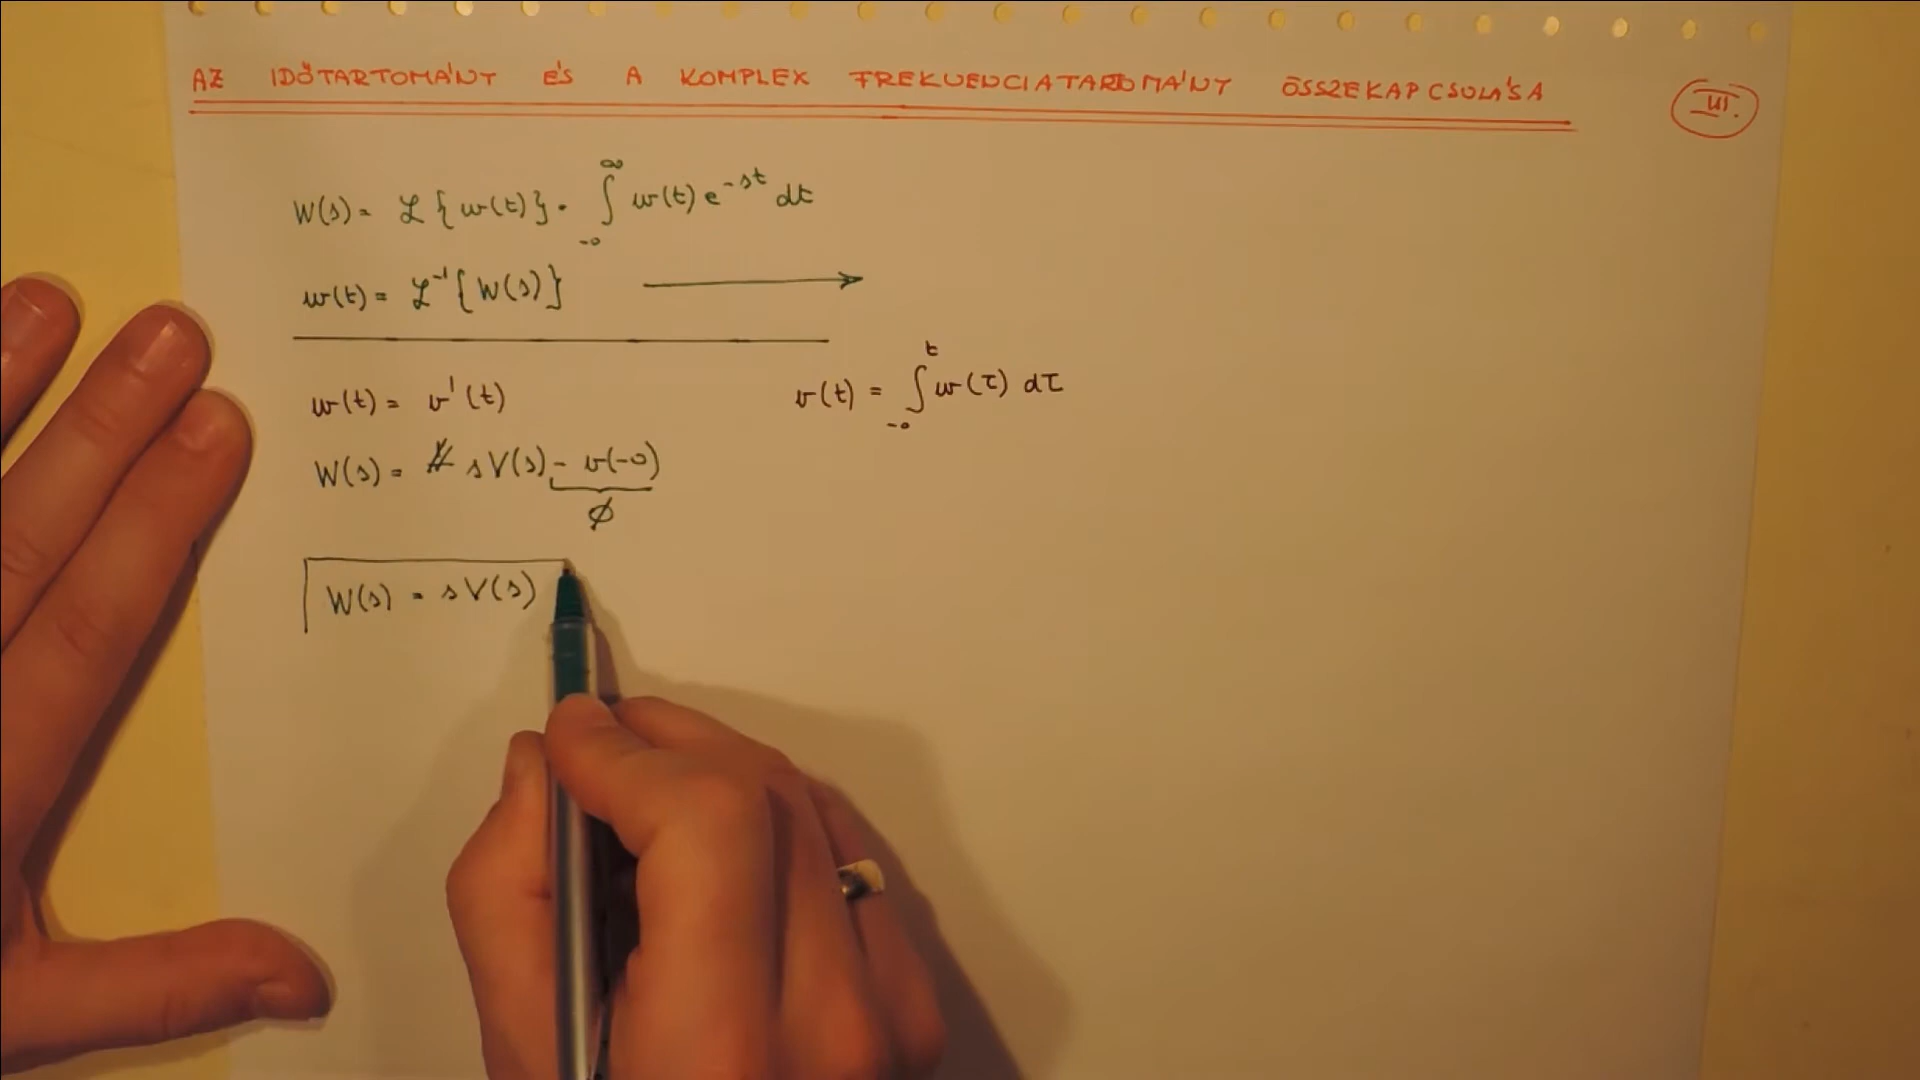 AZ IDŐTARTOMÁNY ÉS A KOMPLEX FREKVENCIATARTOMÁNY ÖSSZEKAPCSOLÁSA III.
W(s) = ℒ{w(t)} = ∫₋₀^∞ w(t) e^-st dt
w(t) = ℒ⁻¹{W(s)} →
w(t) = v'(t) v(t) = ∫₋₀^t w(τ) dτ
W(s) = sV(s) - v(-0)
∅
W(s) = sV(s)